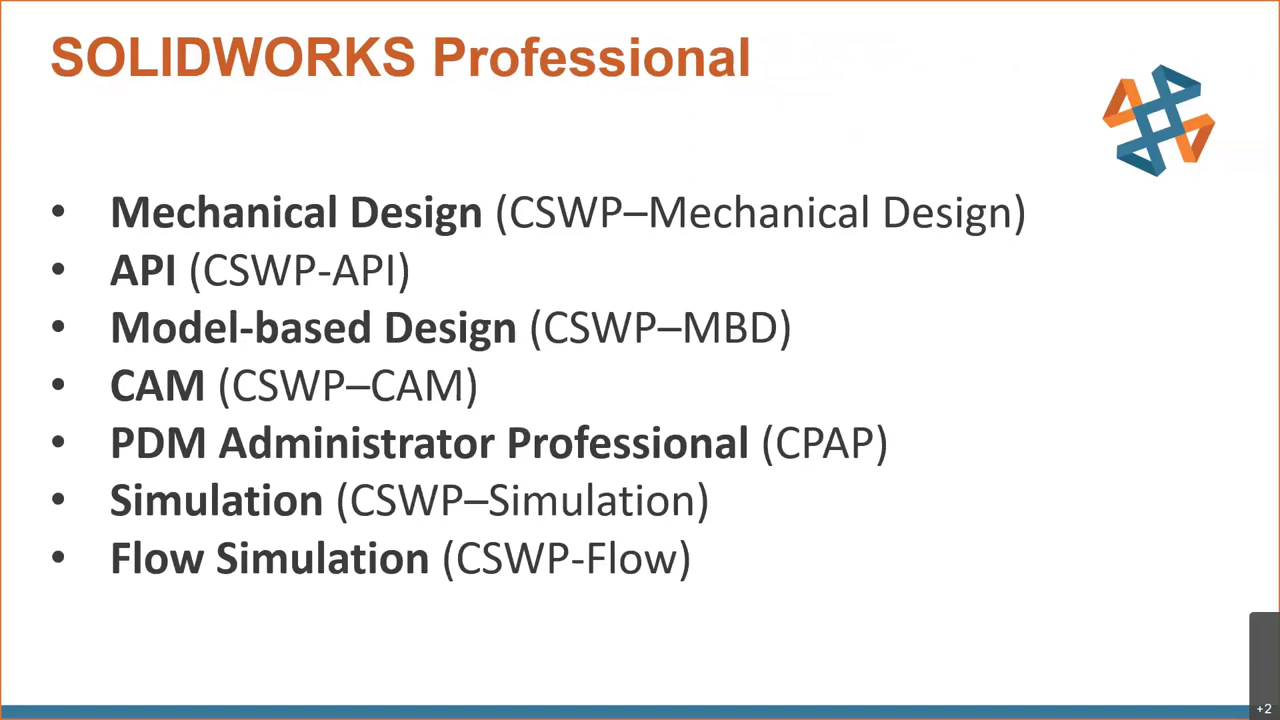 SOLIDWORKS Professional
• Mechanical Design (CSWP–Mechanical Design)
• API (CSWP-API)
• Model-based Design (CSWP–MBD)
• CAM (CSWP–CAM)
• PDM Administrator Professional (CPAP)
• Simulation (CSWP–Simulation)
• Flow Simulation (CSWP-Flow)
+2